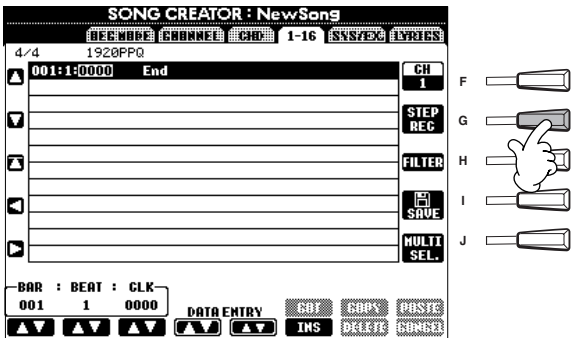 SONG CREATOR : NewSong
REC MODE CHANNEL CHD 1-16 SYS/EX. LYRICS
4/4 1920PPQ
001:1:0000 End
CH
1
F
STEP
REC
G
FILTER
H
SAVE
I
MULTI
SEL.
J
BAR : BEAT : CLK
001 1 0000
DATA ENTRY
CUT COPY PASTE
INS DELETE CANCEL